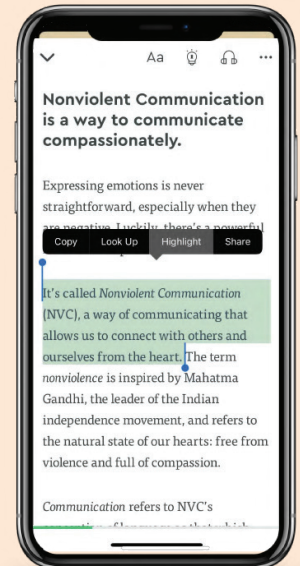 Aa
Nonviolent Communication
is a way to communicate
compassionately.
Expressing emotions is never
straightforward, especially when they
are negative. Luckily, there's a powerful
Copy Look Up Highlight Share
It's called Nonviolent Communication
(NVC), a way of communicating that
allows us to connect with others and
ourselves from the heart. The term
nonviolence is inspired by Mahatma
Gandhi, the leader of the Indian
independence movement, and refers to
the natural state of our hearts: free from
violence and full of compassion.
Communication refers to NVC's